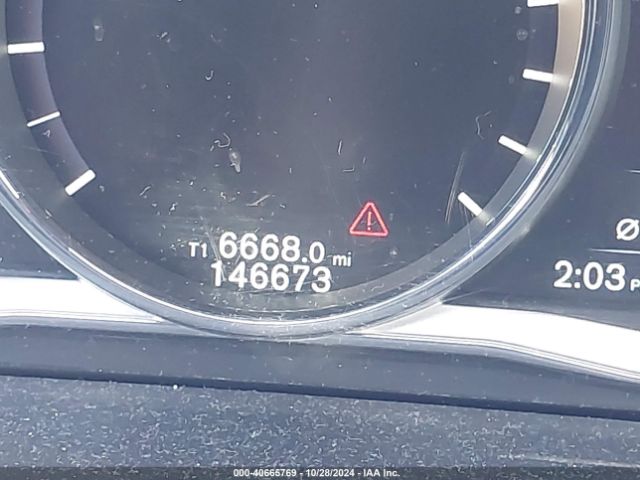 T1 6668.0 mi
146673
Ø
2:03 P
000-40665769 - 10/28/2024 - IAA Inc.